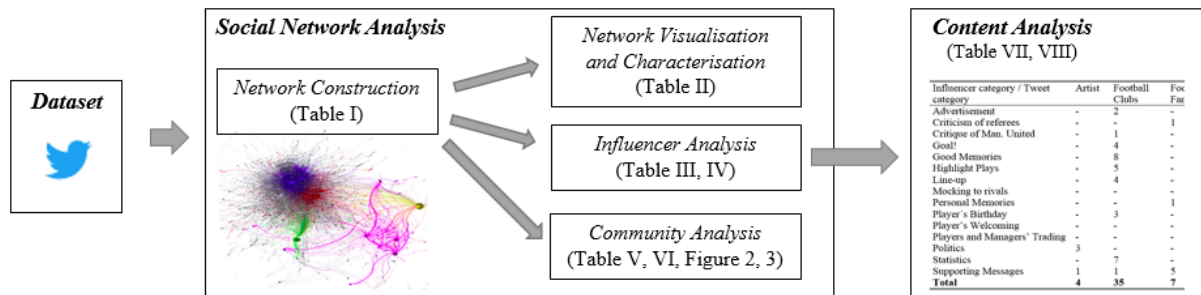 Dataset
Social Network Analysis
Network Construction
(Table I)
Network Visualisation
and Characterisation
(Table II)
Influencer Analysis
(Table III, IV)
Community Analysis
(Table V, VI, Figure 2, 3)
Content Analysis
(Table VII, VIII)
Influencer category / Tweet category Artist Football Clubs Foo Fan
Advertisement - 2 -
Criticism of referees - - 1
Critique of Man. United - 1 -
Goal! - 4 -
Good Memories - 8 -
Highlight Plays - 5 -
Line-up - 4 -
Mocking to rivals - - -
Personal Memories - - 1
Player's Birthday - 3 -
Player's Welcoming - - -
Players and Managers' Trading - - -
Politics 3 - -
Statistics - 7 -
Supporting Messages 1 1 5
Total 4 35 7